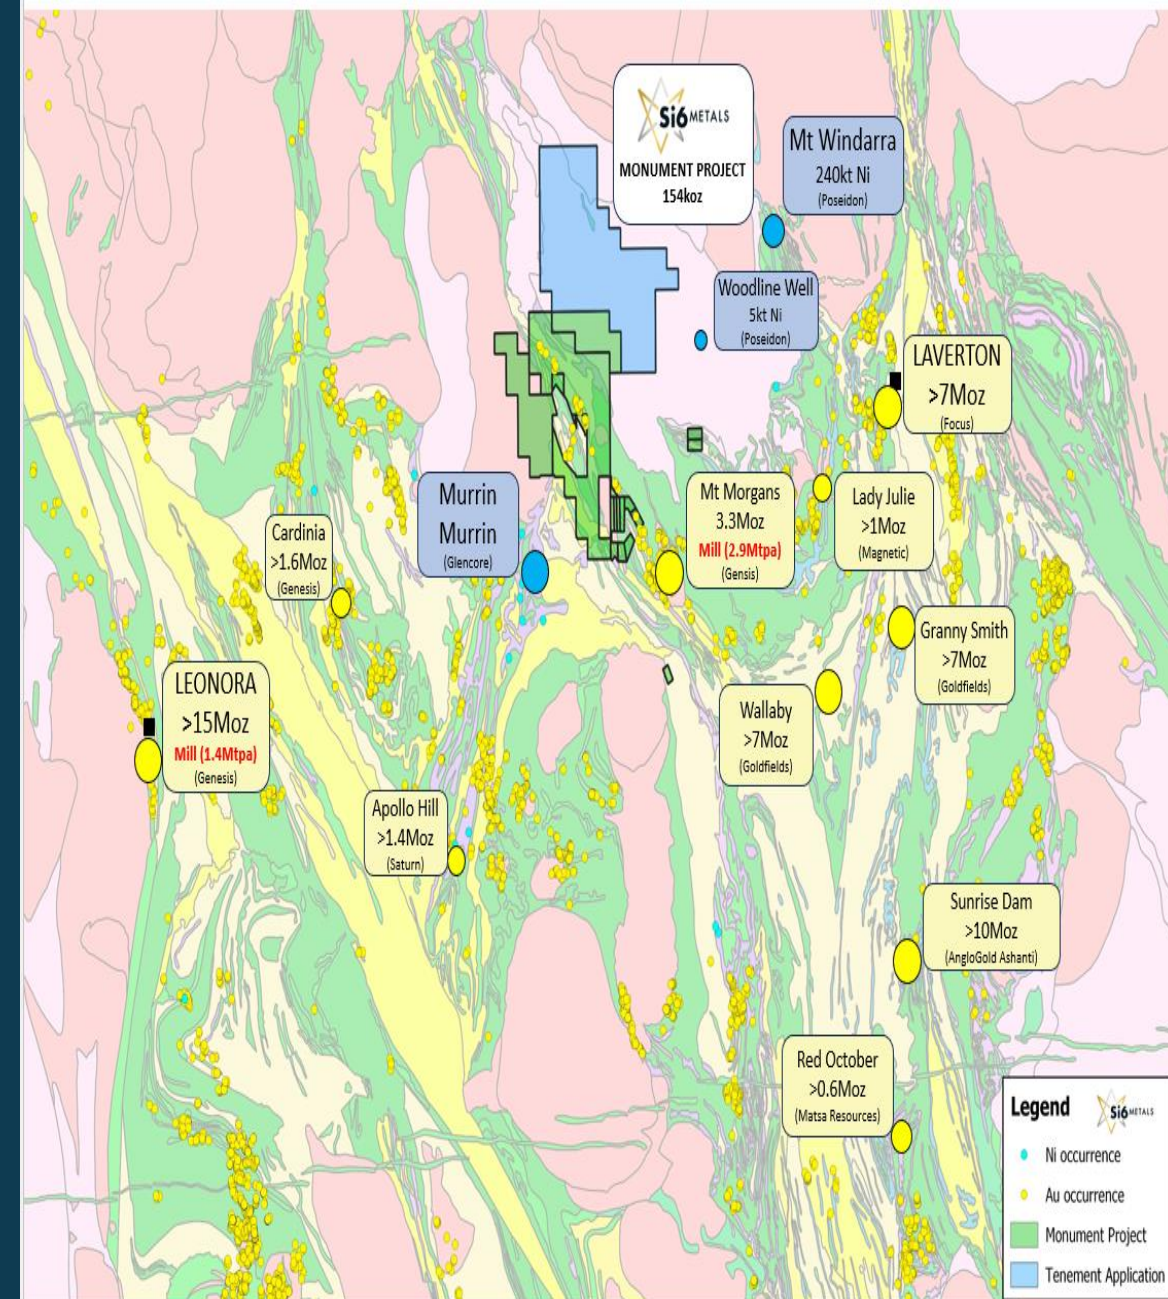 Si6 METALS
MONUMENT PROJECT
154koz
Mt Windarra
240kt Ni
(Poseidon)
Woodline Well
5kt Ni
(Poseidon)
LAVERTON
>7Moz
(Focus)
Murrin
Murrin
(Glencore)
Mt Morgans
3.3Moz
Mill (2.9Mtpa)
(Gensis)
Lady Julie
>1Moz
(Magnetic)
Cardinia
>1.6Moz
(Genesis)
Granny Smith
>7Moz
(Goldfields)
LEONORA
>15Moz
Mill (1.4Mtpa)
(Genesis)
Wallaby
>7Moz
(Goldfields)
Apollo Hill
>1.4Moz
(Saturn)
Sunrise Dam
>10Moz
(AngloGold Ashanti)
Red October
>0.6Moz
(Matsa Resources)
Legend Si6 METALS
Ni occurrence
Au occurrence
Monument Project
Tenement Application